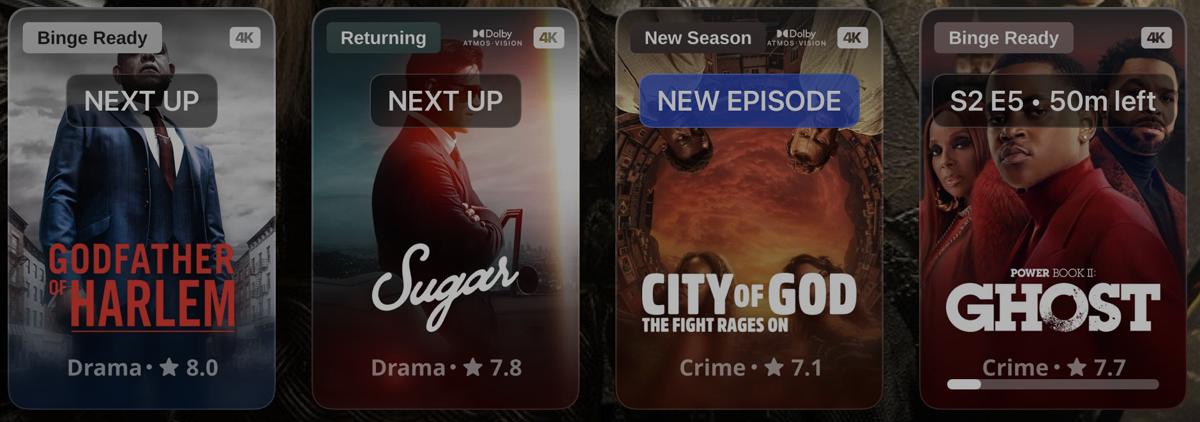 Binge Ready
4K
NEXT UP
GODFATHER
OF HARLEM
Drama • ★ 8.0
Returning
Dolby
ATMOS·VISION
4K
NEXT UP
Sugar
Drama • ★ 7.8
New Season
Dolby
ATMOS·VISION
4K
NEW EPISODE
CITY OF GOD
THE FIGHT RAGES ON
Crime • ★ 7.1
Binge Ready
4K
S2 E5 • 50m left
POWER BOOK II:
GHOST
Crime • ★ 7.7